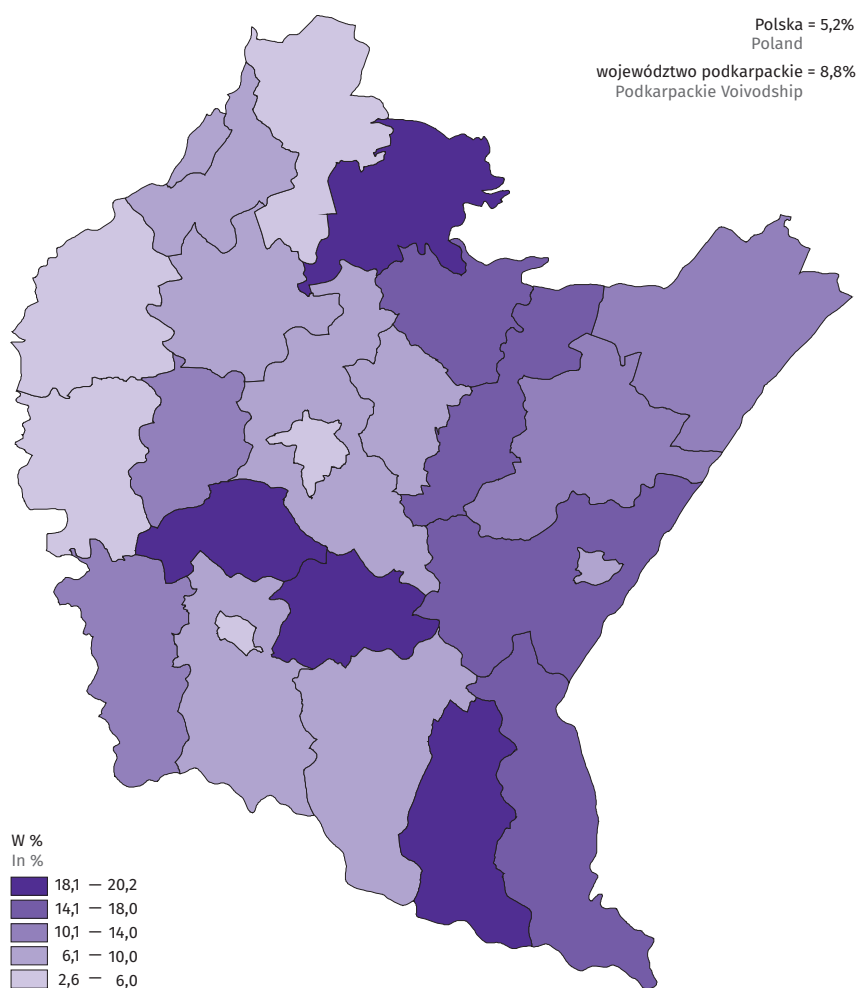 Polska = 5,2%
Poland
województwo podkarpackie = 8,8%
Podkarpackie Voivodship
W %
In %
18,1 — 20,2
14,1 — 18,0
10,1 — 14,0
6,1 — 10,0
2,6 — 6,0